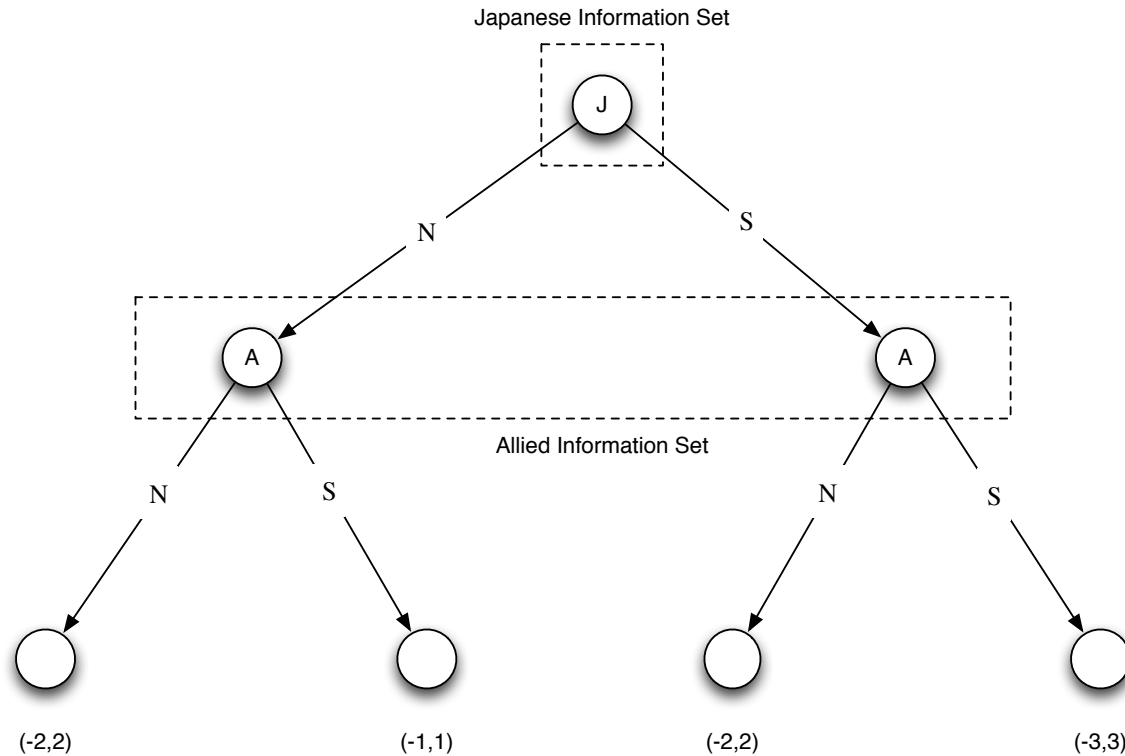 Japanese Information Set
J
N
S
A
A
Allied Information Set
N
S
N
S
(-2,2)
(-1,1)
(-2,2)
(-3,3)